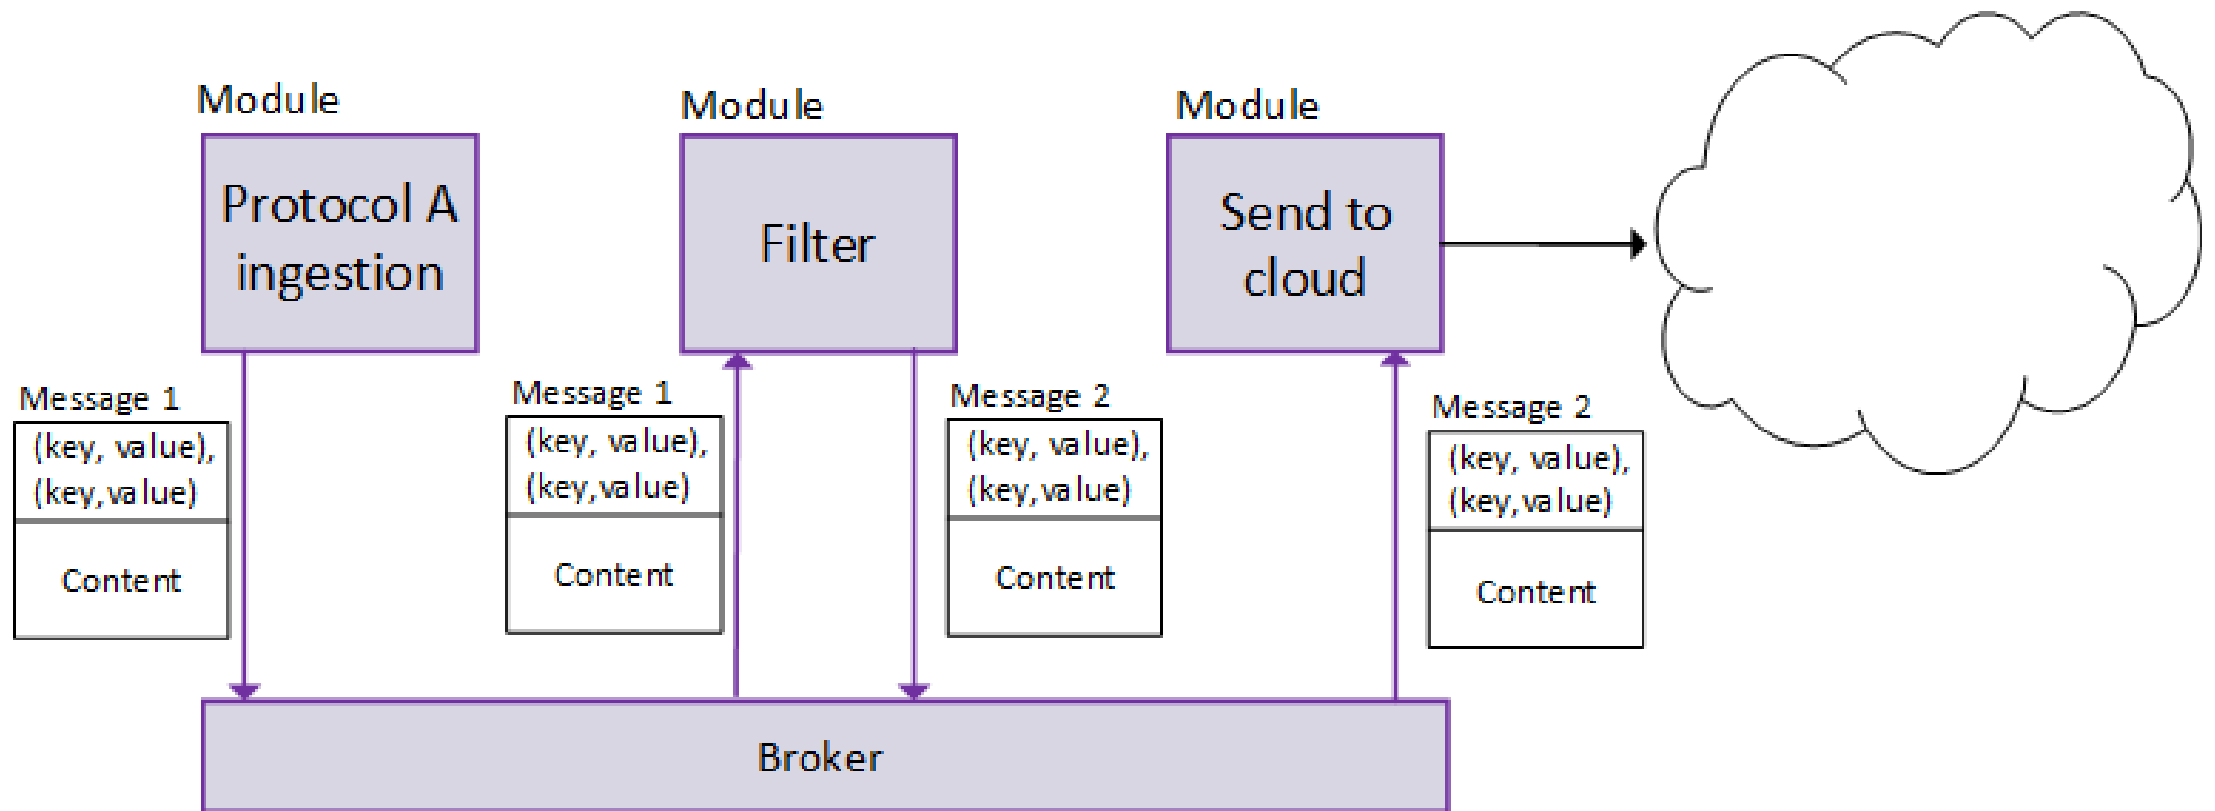 Module
Module
Module
Protocol A
ingestion
Filter
Send to
cloud
Message 1
(key, value),
(key,value)
Content
Message 1
(key, value),
(key,value)
Content
Message 2
(key, value),
(key,value)
Content
Message 2
(key, value),
(key,value)
Content
Broker